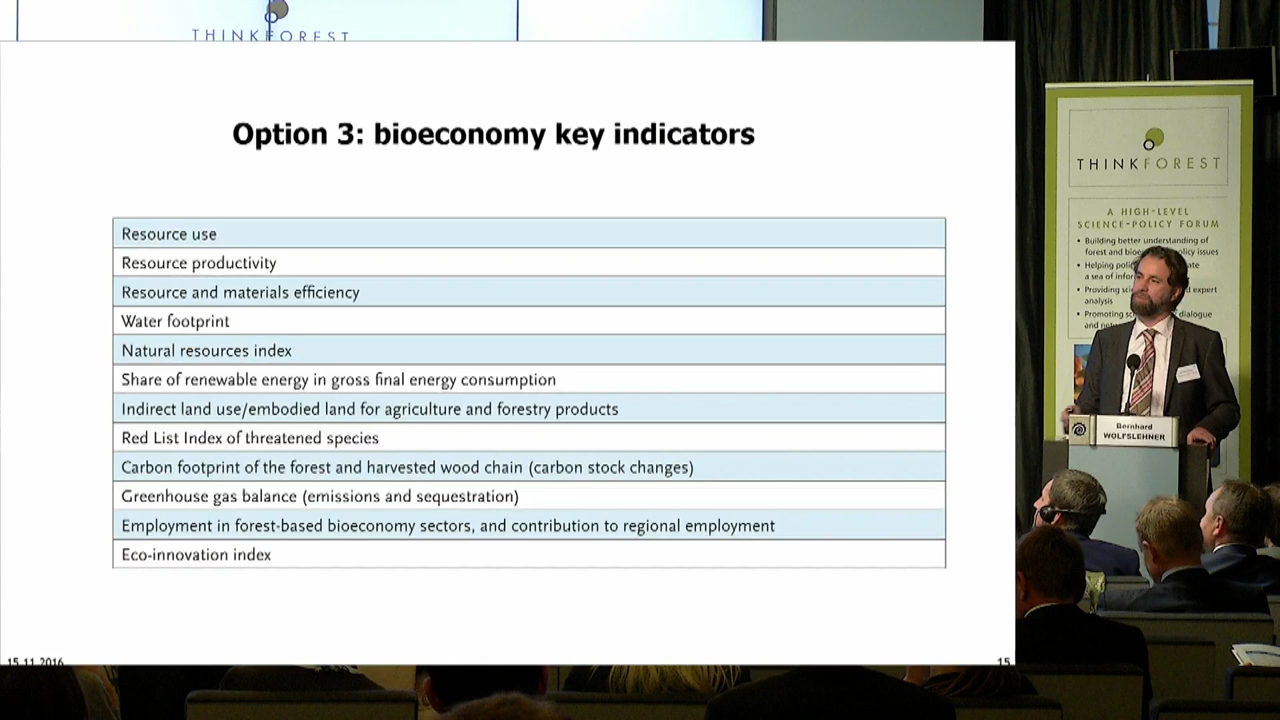 THINKFOREST
Option 3: bioeconomy key indicators
Resource use
Resource productivity
Resource and materials efficiency
Water footprint
Natural resources index
Share of renewable energy in gross final energy consumption
Indirect land use/embodied land for agriculture and forestry products
Red List Index of threatened species
Carbon footprint of the forest and harvested wood chain (carbon stock changes)
Greenhouse gas balance (emissions and sequestration)
Employment in forest-based bioeconomy sectors, and contribution to regional employment
Eco-innovation index
15.11.2016
15
THINKFOREST
A HIGH-LEVEL
SCIENCE-POLICY FORUM
• Building better understanding of
forest and policy issues
• Helping
a sea of
• Providing expert
analysis
• Promoting dialogue
and
Bernhard
WOLFSLEHNER